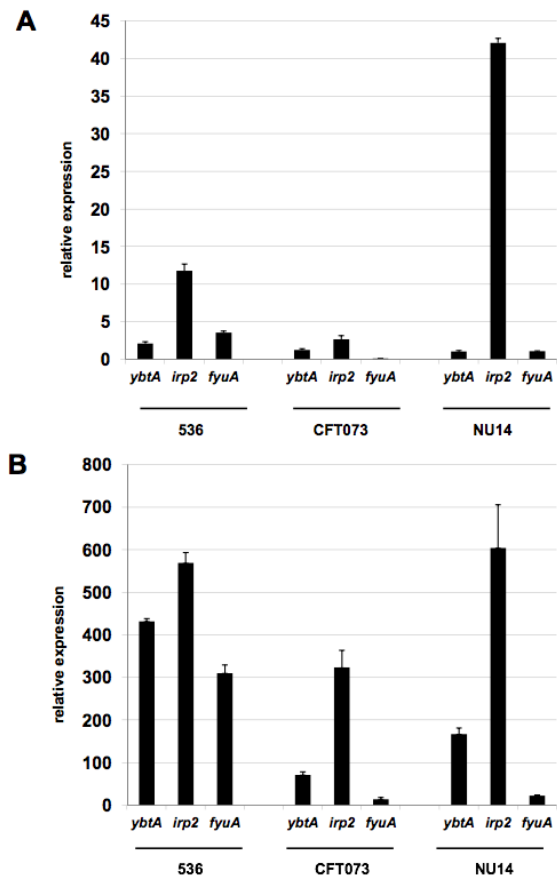 A
45
40
35
30
25
20
15
10
5
0
relative expression
ybtA irp2 fyuA ybtA irp2 fyuA ybtA irp2 fyuA
536 CFT073 NU14
B
800
700
600
500
400
300
200
100
0
relative expression
ybtA irp2 fyuA ybtA irp2 fyuA ybtA irp2 fyuA
536 CFT073 NU14